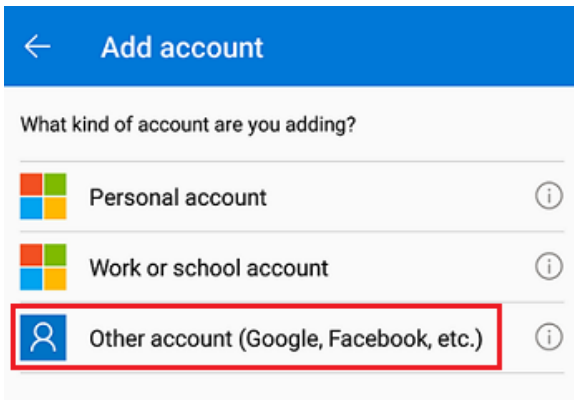 Add account
What kind of account are you adding?
Personal account
Work or school account
Other account (Google, Facebook, etc.)